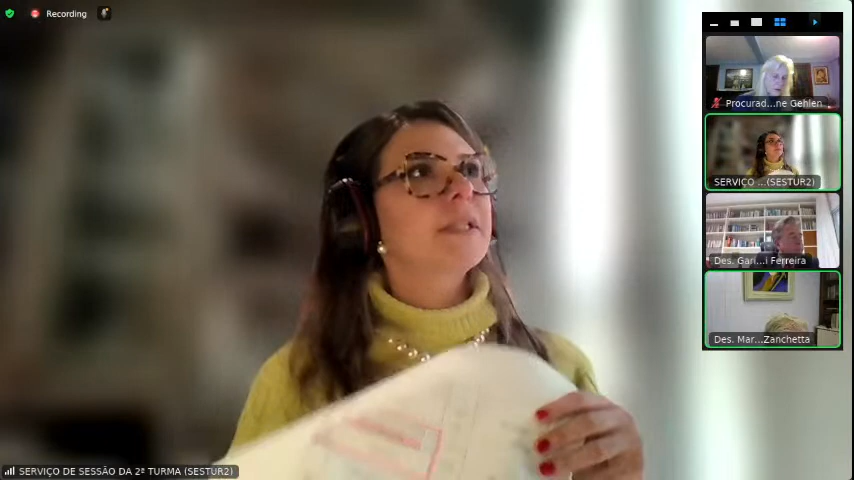 Recording
Procurad...ne Gehlen
SERVIÇO ...(SESTUR2)
Des. Gari...i Ferreira
Des. Mar...Zanchetta
SERVIÇO DE SESSÃO DA 2ª TURMA (SESTUR2)